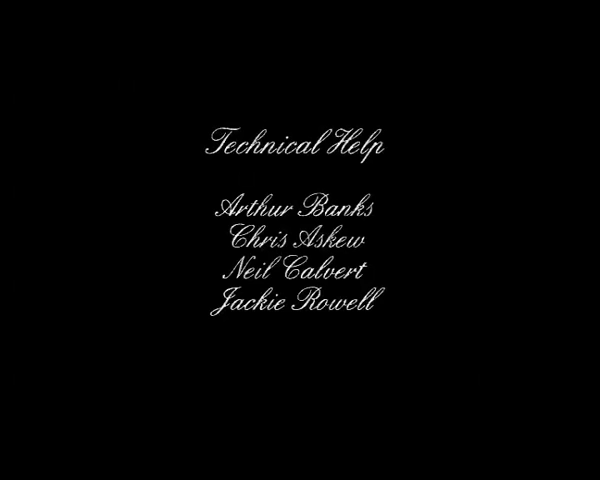 Technical Help
Arthur Banks
Chris Askew
Neil Calvert
Jackie Rowell